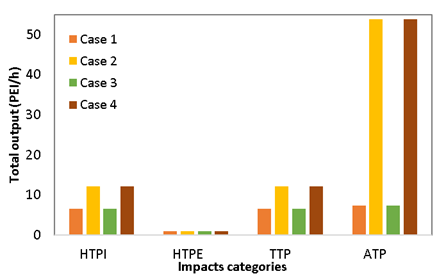 Total output (PEI/h)
50
40
30
20
10
0
Case 1
Case 2
Case 3
Case 4
HTPI HTPE TTP ATP
Impacts categories